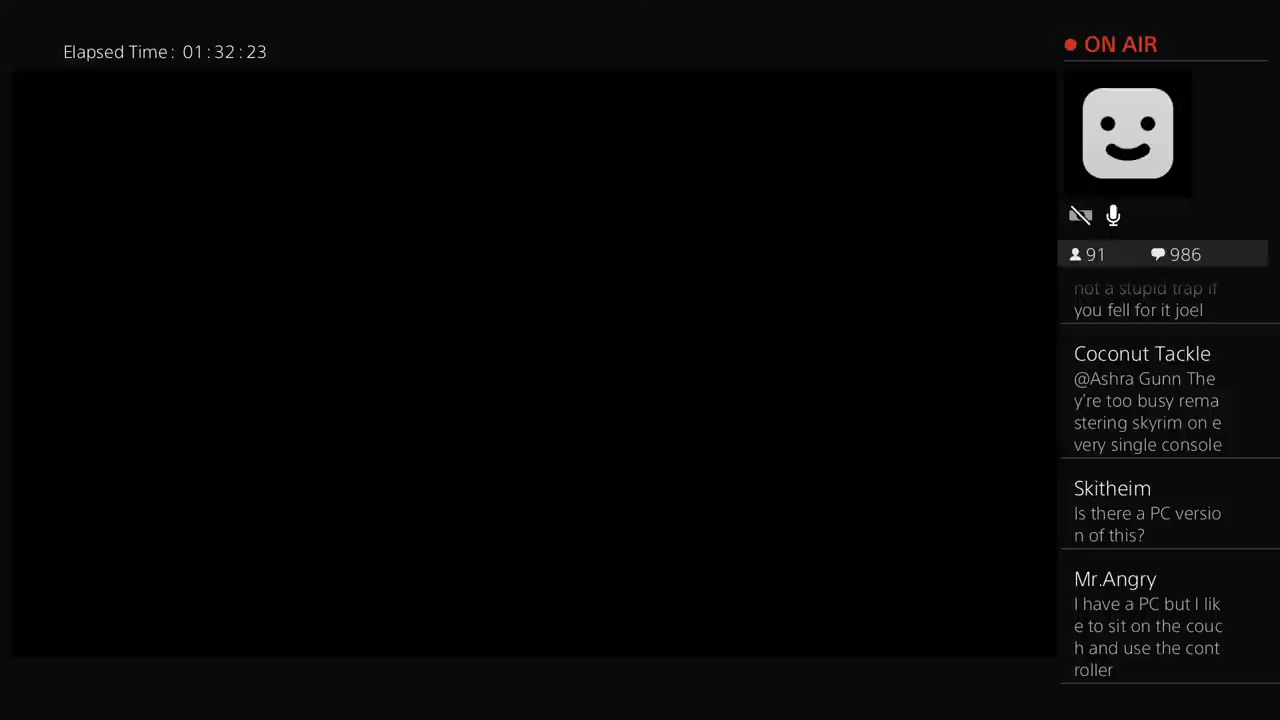 Elapsed Time: 01:32:23
ON AIR
91 986
not a stupid trap if
you fell for it joel
Coconut Tackle
@Ashra Gunn The
y're too busy rema
stering skyrim on e
very single console
Skitheim
Is there a PC versio
n of this?
Mr.Angry
I have a PC but I lik
e to sit on the couc
h and use the cont
roller